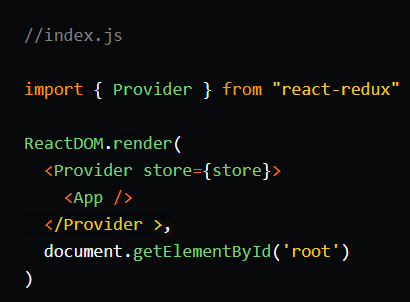 //index.js
import { Provider } from "react-redux"
ReactDOM.render(
<Provider store={store}>
<App />
</Provider >,
document.getElementById('root')
)